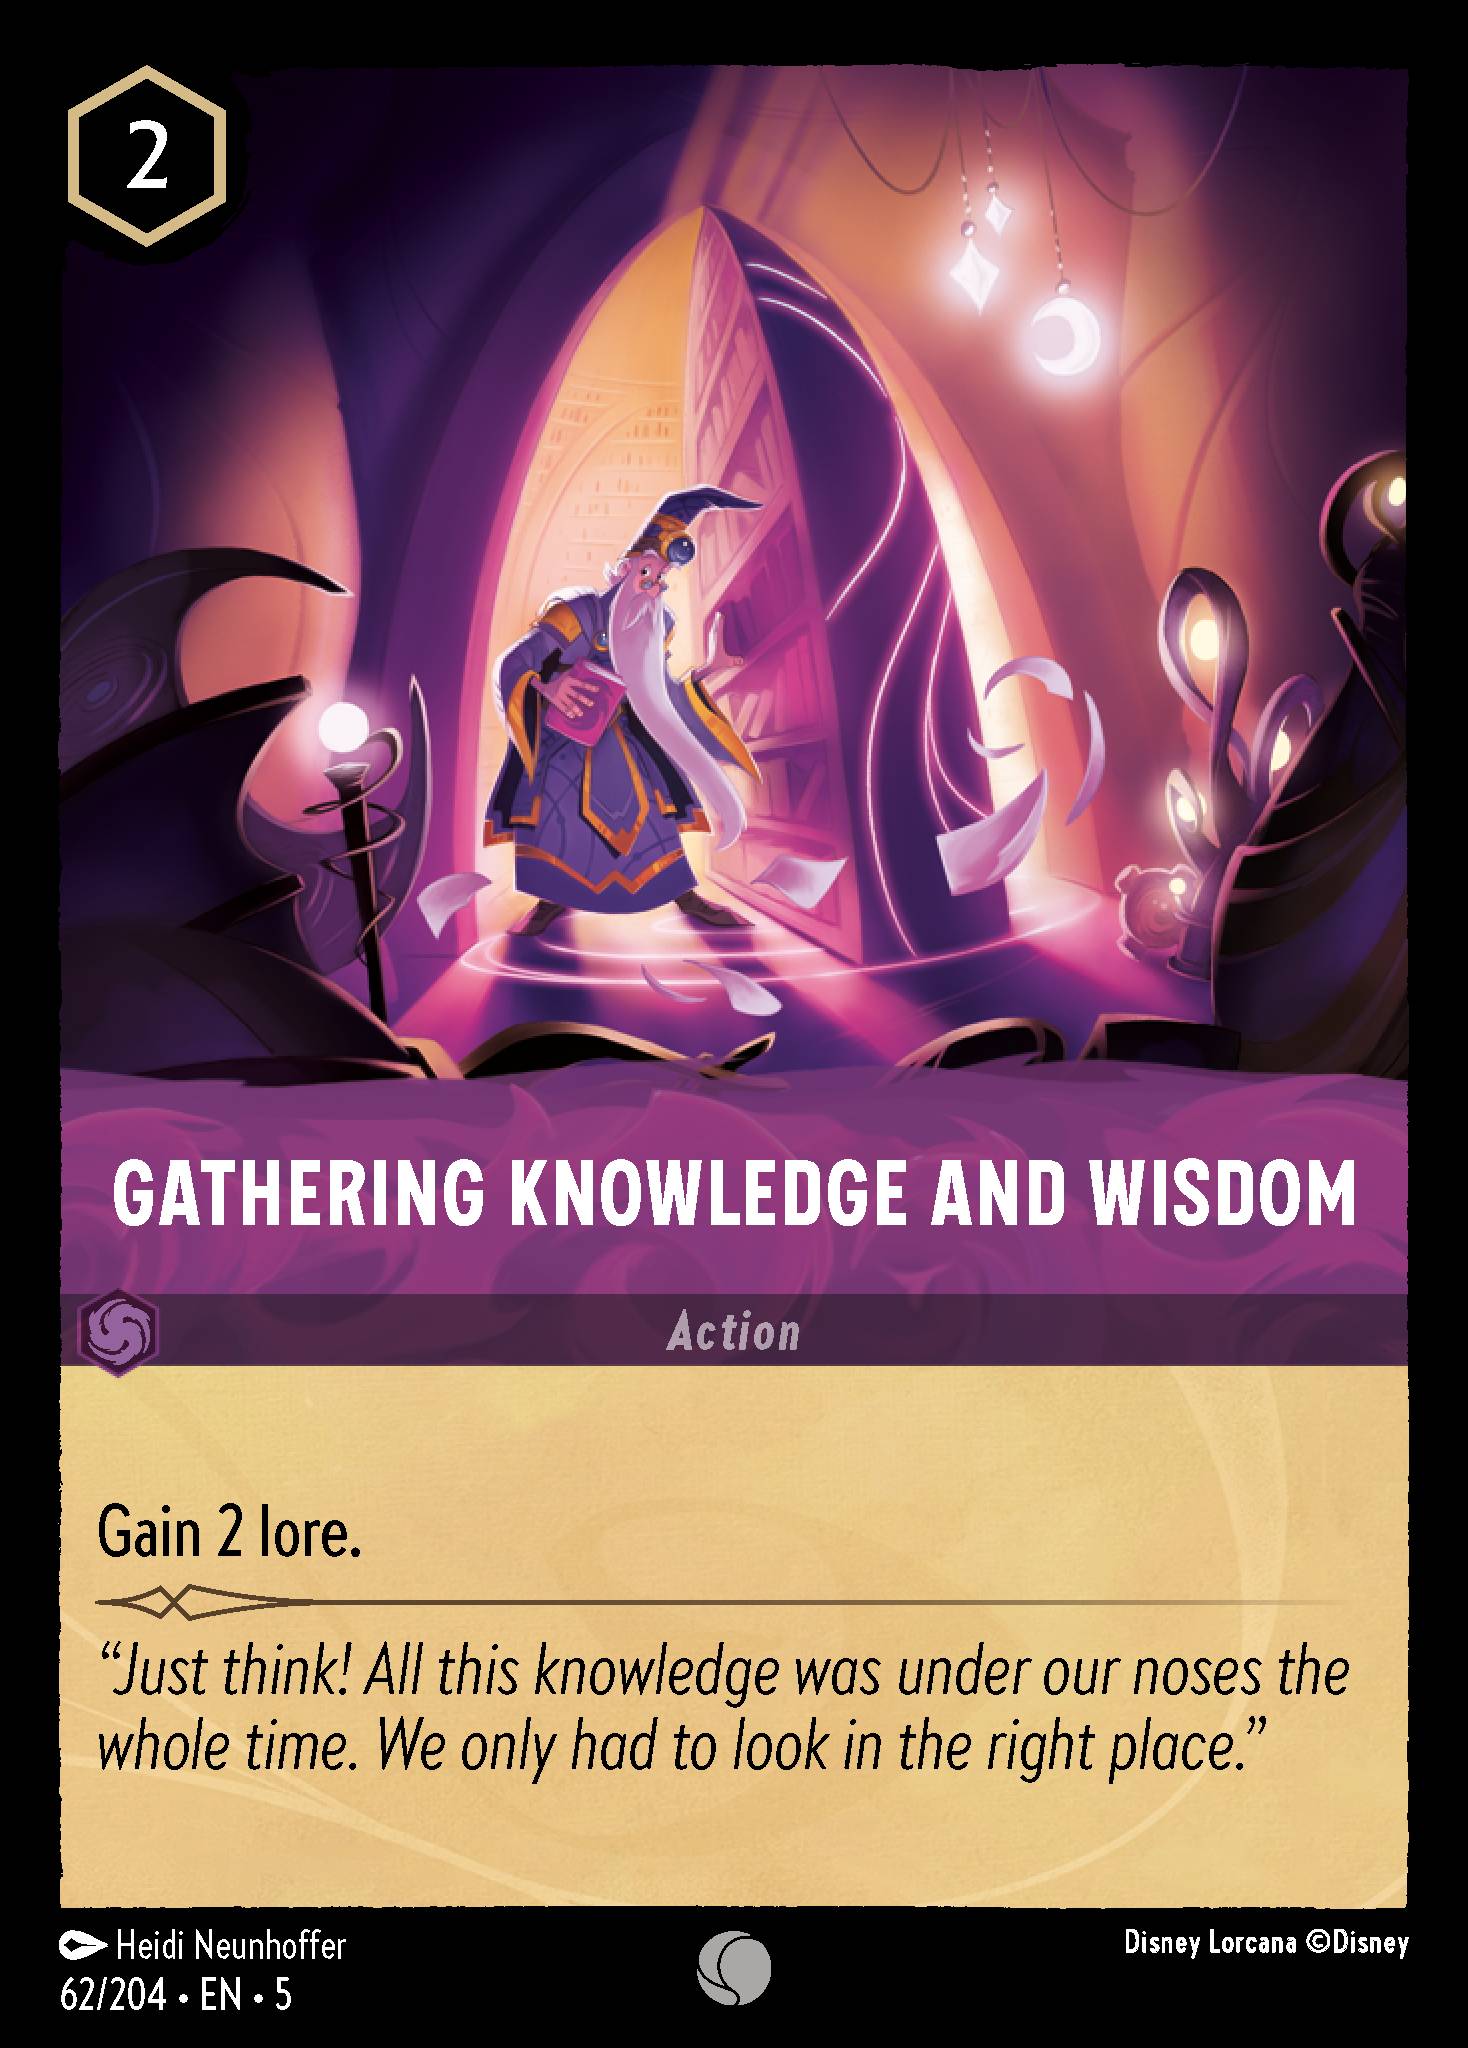 2
GATHERING KNOWLEDGE AND WISDOM
Action
Gain 2 lore.
“Just think! All this knowledge was under our noses the
whole time. We only had to look in the right place.”
Heidi Neunhoffer
Disney Lorcana ©Disney
62/204 • EN • 5